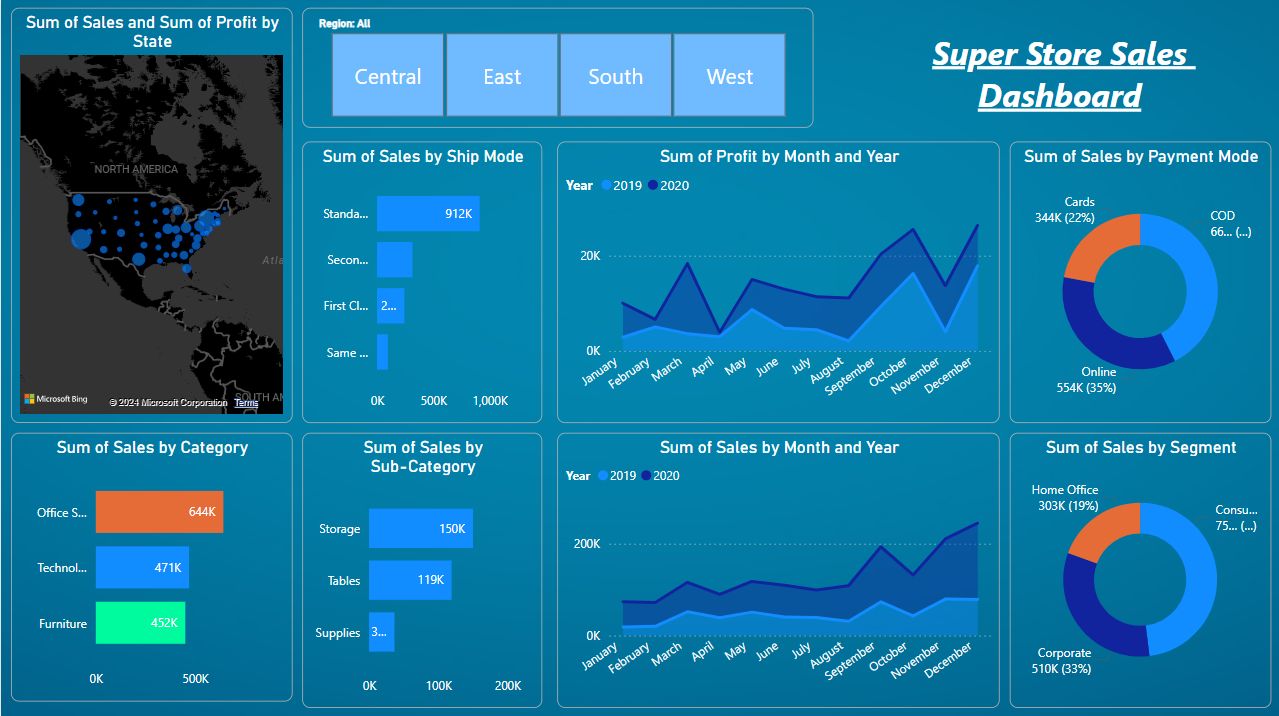 Sum of Sales and Sum of Profit by
State
NORTH AMERICA
Atla
SOUTH AM
Microsoft Bing
© 2024 Microsoft Corporation Terms
Region: All
Central
East
South
West
Super Store Sales
Dashboard
Sum of Sales by Ship Mode
Standa...
912K
Secon...
First Cl...
2...
Same ...
0K
500K
1,000K
Sum of Profit by Month and Year
Year 2019 2020
20K
0K
January
February
March
April
May
June
July
August
September
October
November
December
Sum of Sales by Payment Mode
Cards
344K (22%)
COD
66... (...)
Online
554K (35%)
Sum of Sales by Category
Office S...
644K
Technol...
471K
Furniture
452K
0K
500K
Sum of Sales by
Sub-Category
Storage
150K
Tables
119K
Supplies
3...
0K
100K
200K
Sum of Sales by Month and Year
Year 2019 2020
200K
0K
January
February
March
April
May
June
July
August
September
October
November
December
Sum of Sales by Segment
Home Office
303K (19%)
Consu...
75... (...)
Corporate
510K (33%)